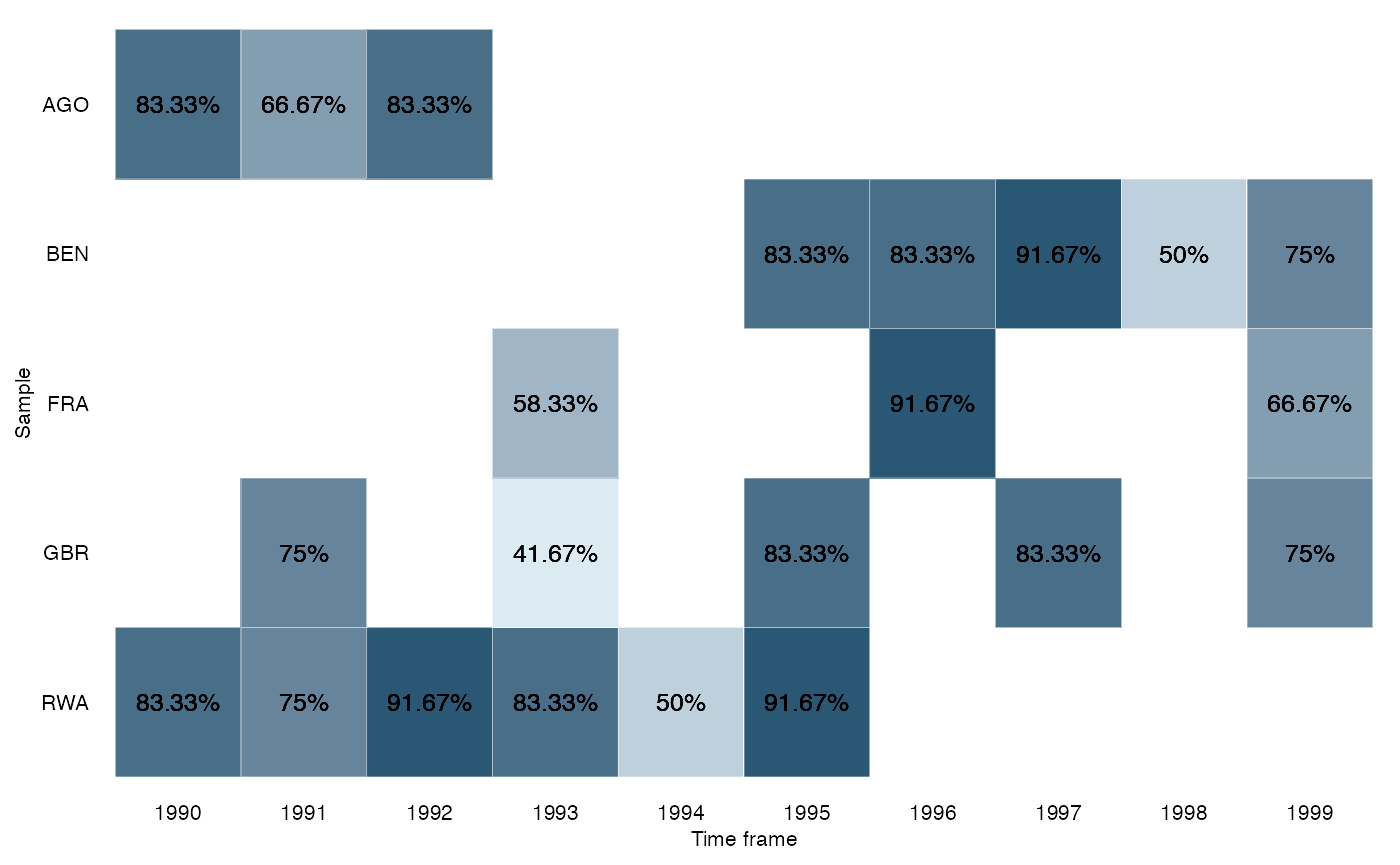 AGO 83.33% 66.67% 83.33%
BEN 83.33% 83.33% 91.67% 50% 75%
Sample
FRA 58.33% 91.67% 66.67%
GBR 75% 41.67% 83.33% 83.33% 75%
RWA 83.33% 75% 91.67% 83.33% 50% 91.67%
1990 1991 1992 1993 1994 1995 1996 1997 1998 1999
Time frame